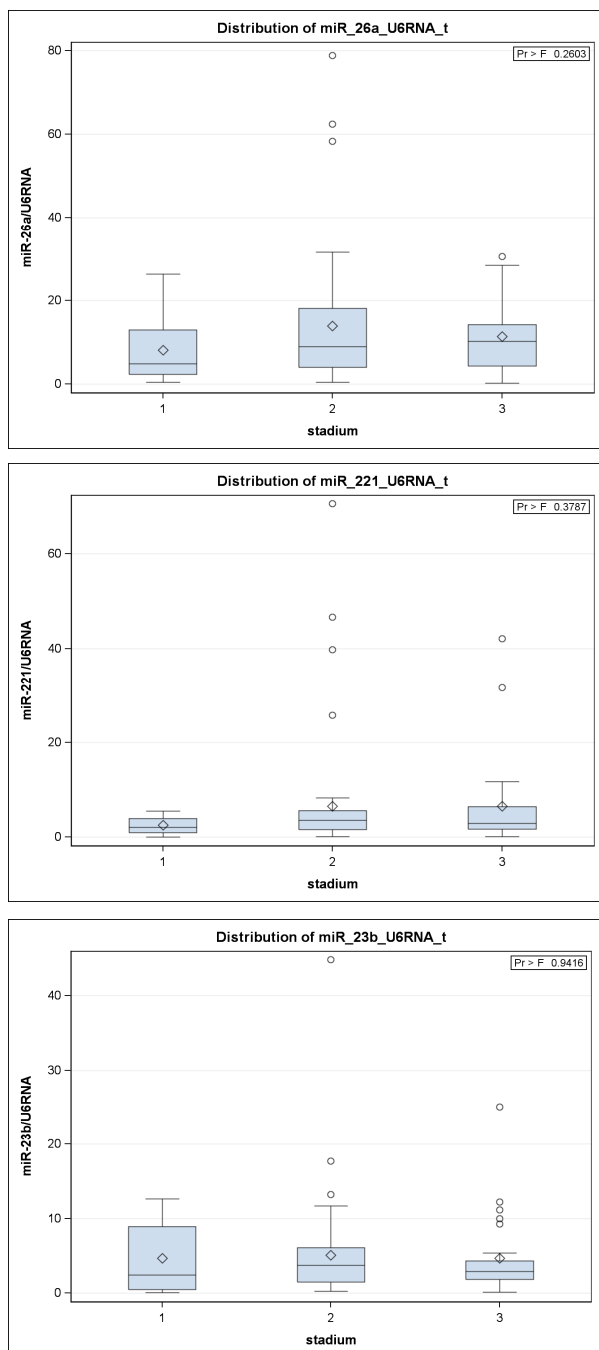 Distribution of miR_26a_U6RNA_t
Pr > F 0.2603
80
60
40
20
0
miR-26a/U6RNA
1 2 3
stadium
Distribution of miR_221_U6RNA_t
Pr > F 0.3787
60
40
20
0
miR-221/U6RNA
1 2 3
stadium
Distribution of miR_23b_U6RNA_t
Pr > F 0.9416
40
30
20
10
0
miR-23b/U6RNA
1 2 3
stadium